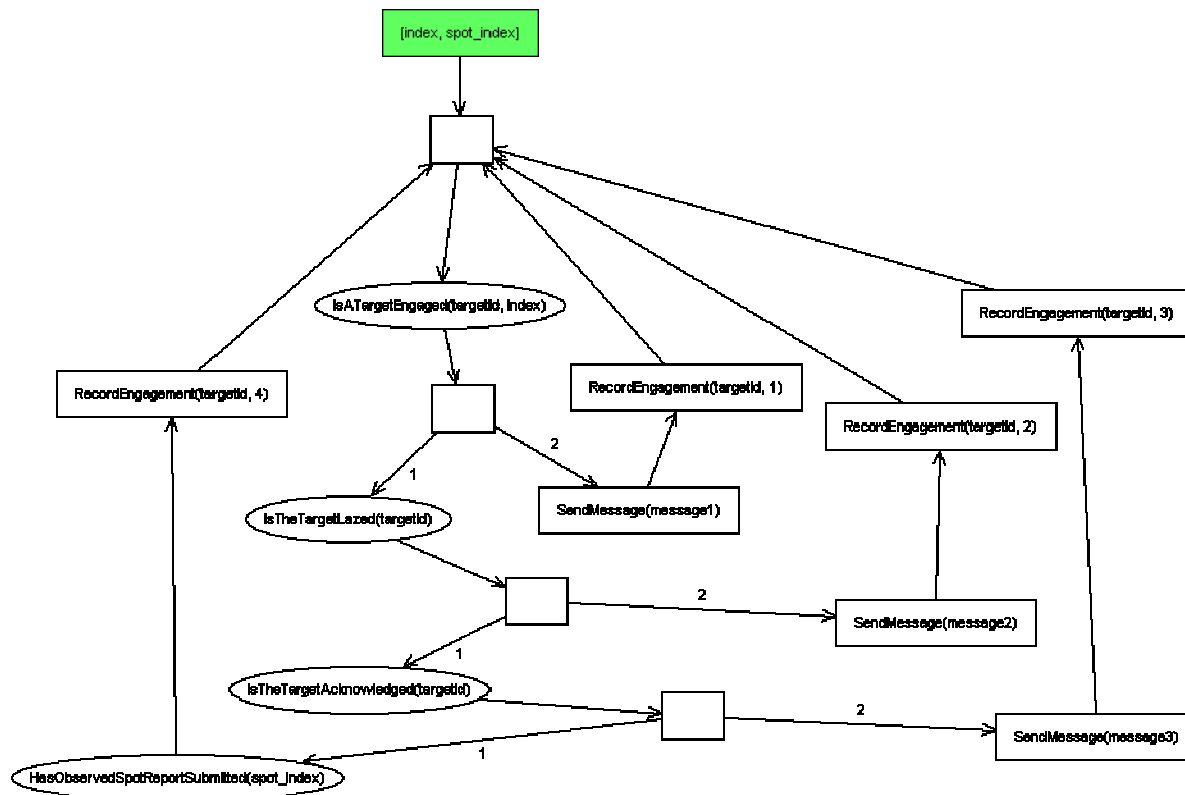 [index, spot_index]
IsATargetEngaged(targetId, index)
RecordEngagement(targetId, 3)
RecordEngagement(targetId, 4)
RecordEngagement(targetId, 1)
RecordEngagement(targetId, 2)
2
1
IsTheTargetLazed(targetId)
SendMessage(message1)
2
SendMessage(message2)
1
IsTheTargetAcknowledged(targetId)
2
SendMessage(message3)
1
HasObservedSpotReportSubmitted(spot_index)